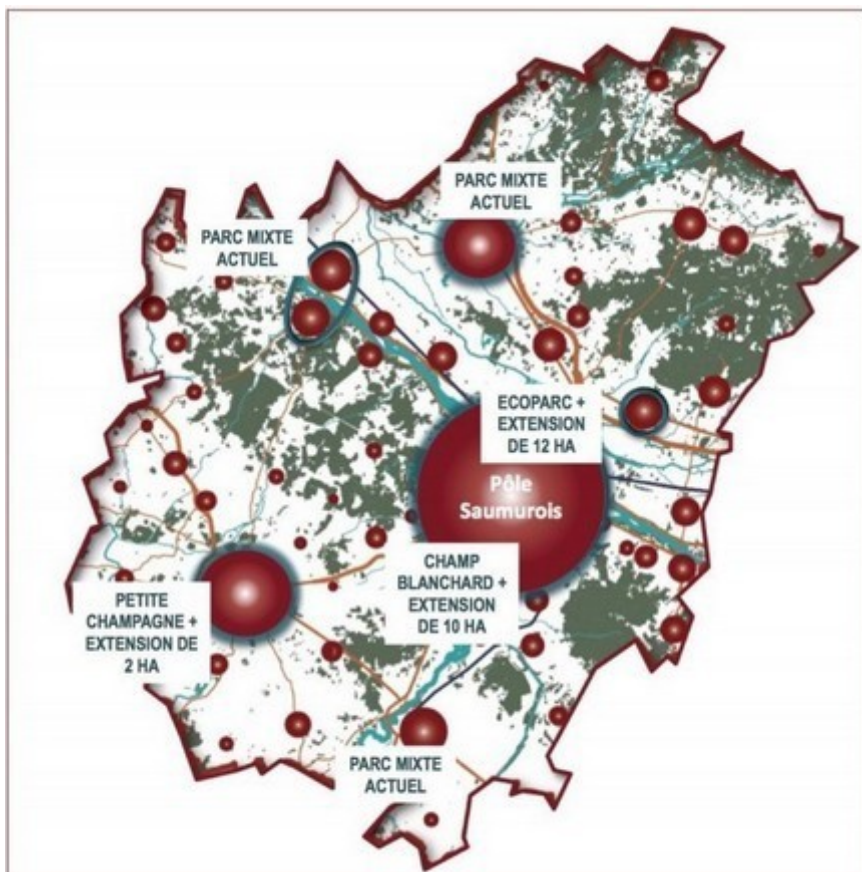 PARC MIXTE
ACTUEL
PARC MIXTE
ACTUEL
ECOPARC +
EXTENSION
DE 12 HA
Pôle
Saumurois
CHAMP
BLANCHARD +
EXTENSION
DE 10 HA
PETITE
CHAMPAGNE +
EXTENSION DE
2 HA
PARC MIXTE
ACTUEL